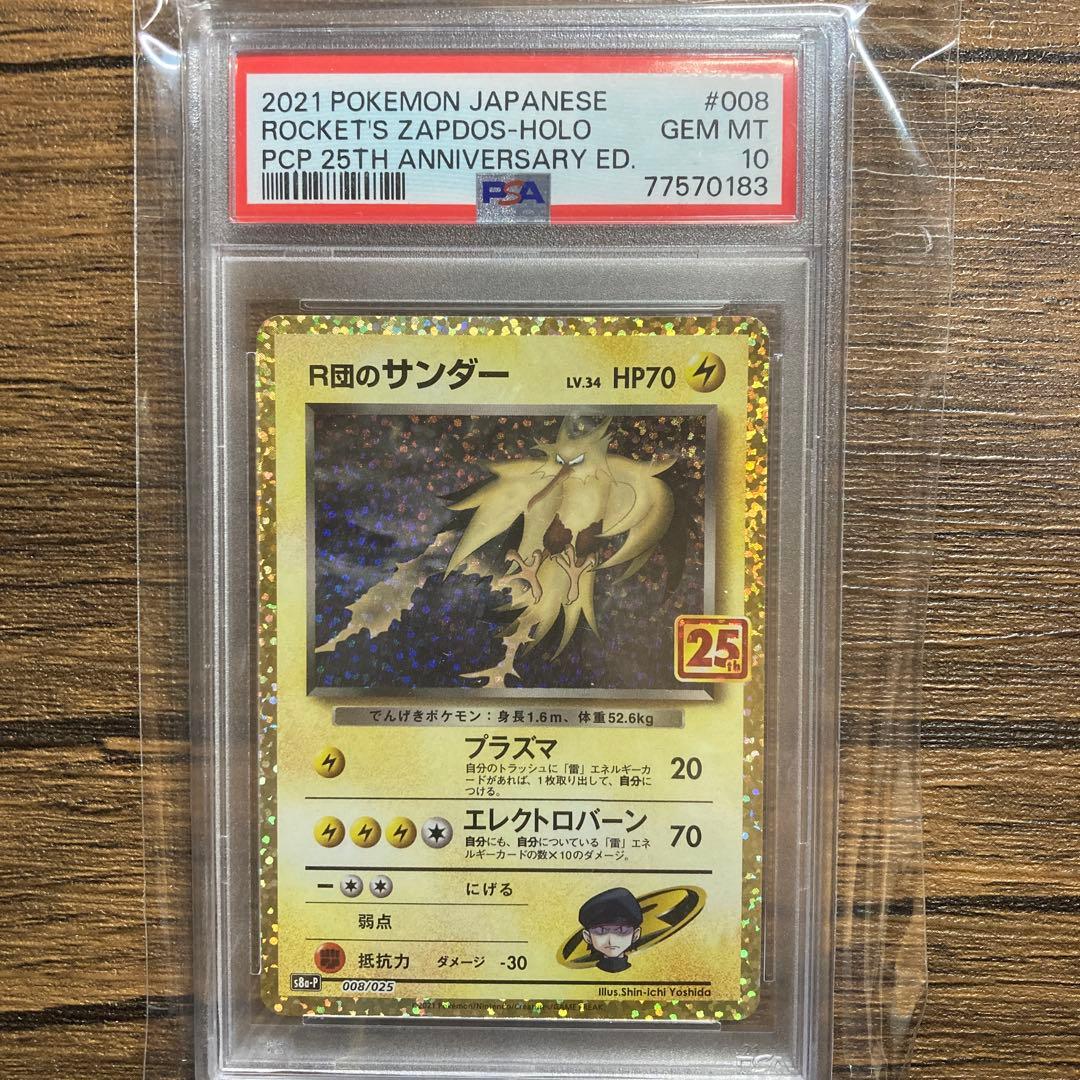 2021 POKEMON JAPANESE #008
ROCKET'S ZAPDOS-HOLO GEM MT
PCP 25TH ANNIVERSARY ED. 10
PSA 77570183
R団のサンダー LV.34 HP70
25th
でんげきポケモン:身長1.6m、体重52.6kg
プラズマ 20
自分のトラッシュに「雷」エネルギーカ
ードがあれば、1枚取り出して、自分に
つける。
エレクトロバーン 70
自分にも、自分についている「雷」エネ
ルギーカードの数×10のダメージ。
にげる
弱点
抵抗力 ダメージ -30
s8a-P 008/025
Illus.Shin-ichi Yoshida
©2021 Pokémon/Nintendo/Creatures/GAME FREAK.